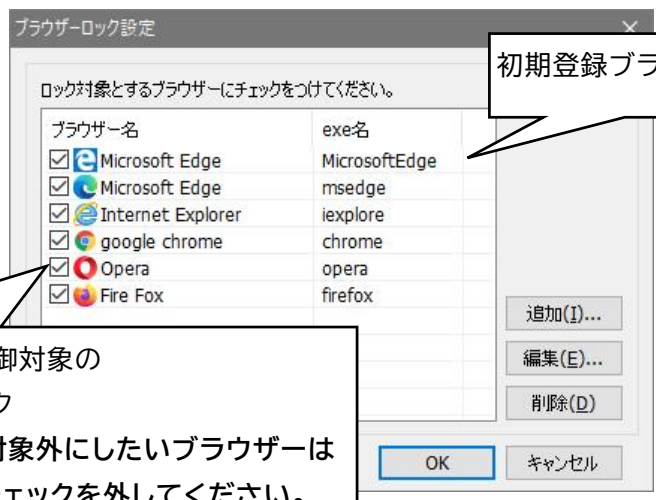 ブラウザーロック設定
初期登録ブラ
ロック対象とするブラウザーにチェックをつけてください。
ブラウザー名 exe名
Microsoft Edge MicrosoftEdge
Microsoft Edge msedge
Internet Explorer iexplore
google chrome chrome
Opera opera
Fire Fox firefox
追加(I)...
編集(E)...
削除(D)
御対象の
ク
対象外にしたいブラウザーは
チェックを外してください。
OK キャンセル